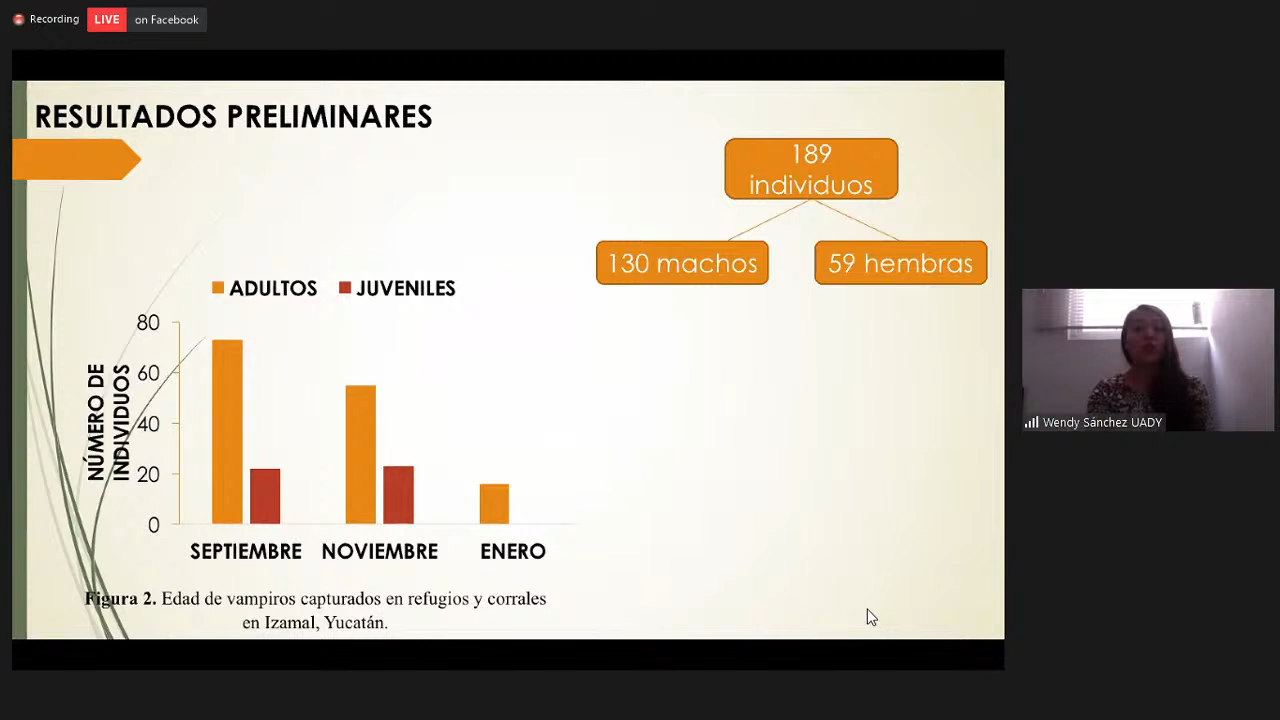 Recording
LIVE on Facebook
RESULTADOS PRELIMINARES
189
individuos
130 machos
59 hembras
ADULTOS JUVENILES
80
60
40
20
0
NÚMERO DE
INDIVIDUOS
SEPTIEMBRE NOVIEMBRE ENERO
Figura 2. Edad de vampiros capturados en refugios y corrales
en Izamal, Yucatán.
Wendy Sánchez UADY